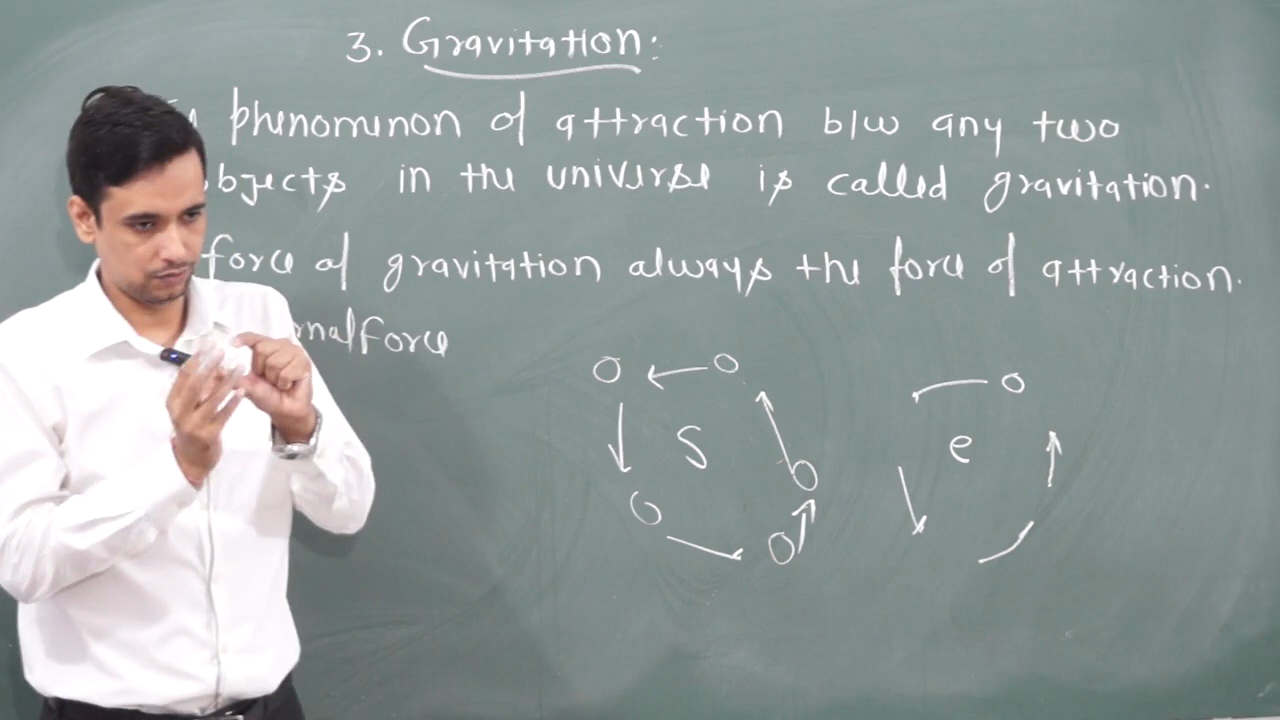 3. Gravitation:
phenomenon of attraction b/w any two
objects in the universe is called gravitation.
force of gravitation always the force of attraction.
force
S
e